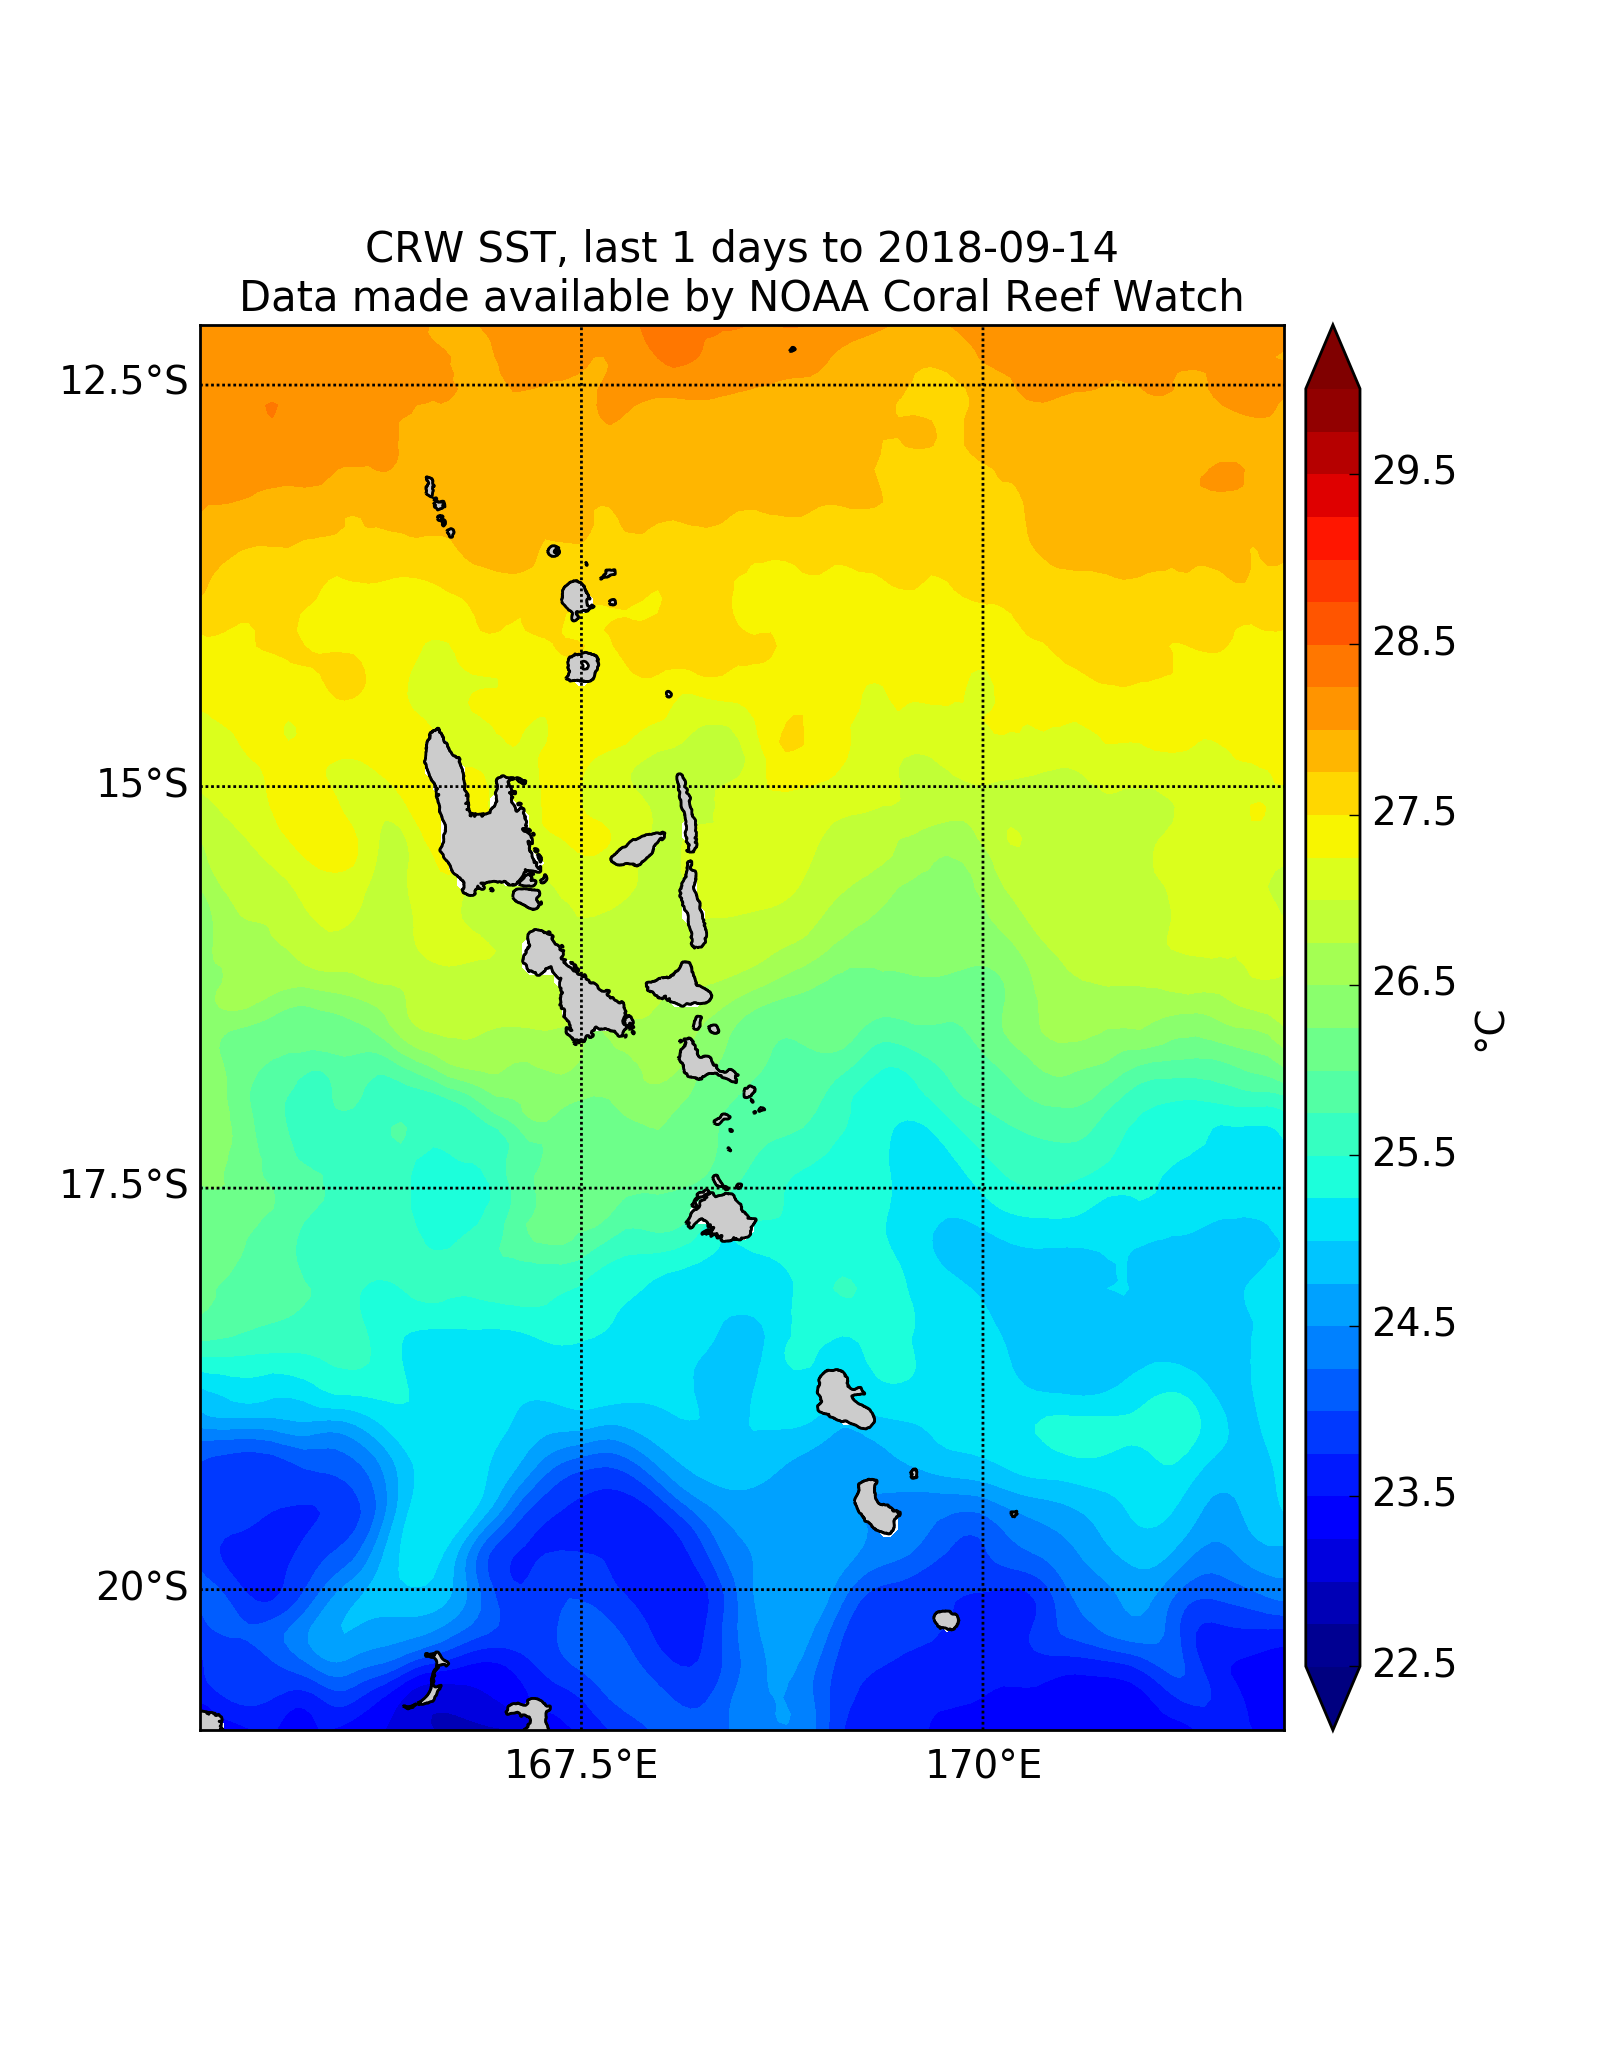 CRW SST, last 1 days to 2018-09-14
Data made available by NOAA Coral Reef Watch
12.5°S
15°S
17.5°S
20°S
167.5°E
170°E
29.5
28.5
27.5
26.5
25.5
24.5
23.5
22.5
°C